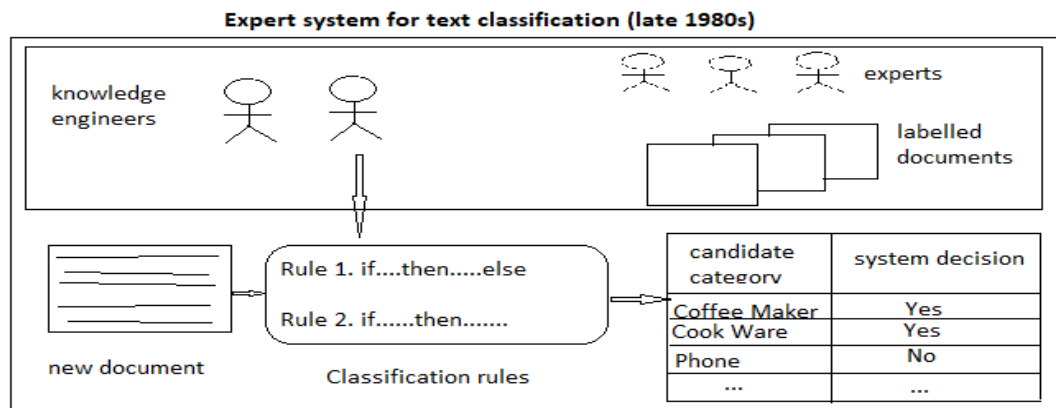 Expert system for text classification (late 1980s)
knowledge
engineers
experts
labelled
documents
new document
Rule 1. if....then.....else
Rule 2. if......then.......
Classification rules
candidate
category
system decision
Coffee Maker
Yes
Cook Ware
Yes
Phone
No
...
...